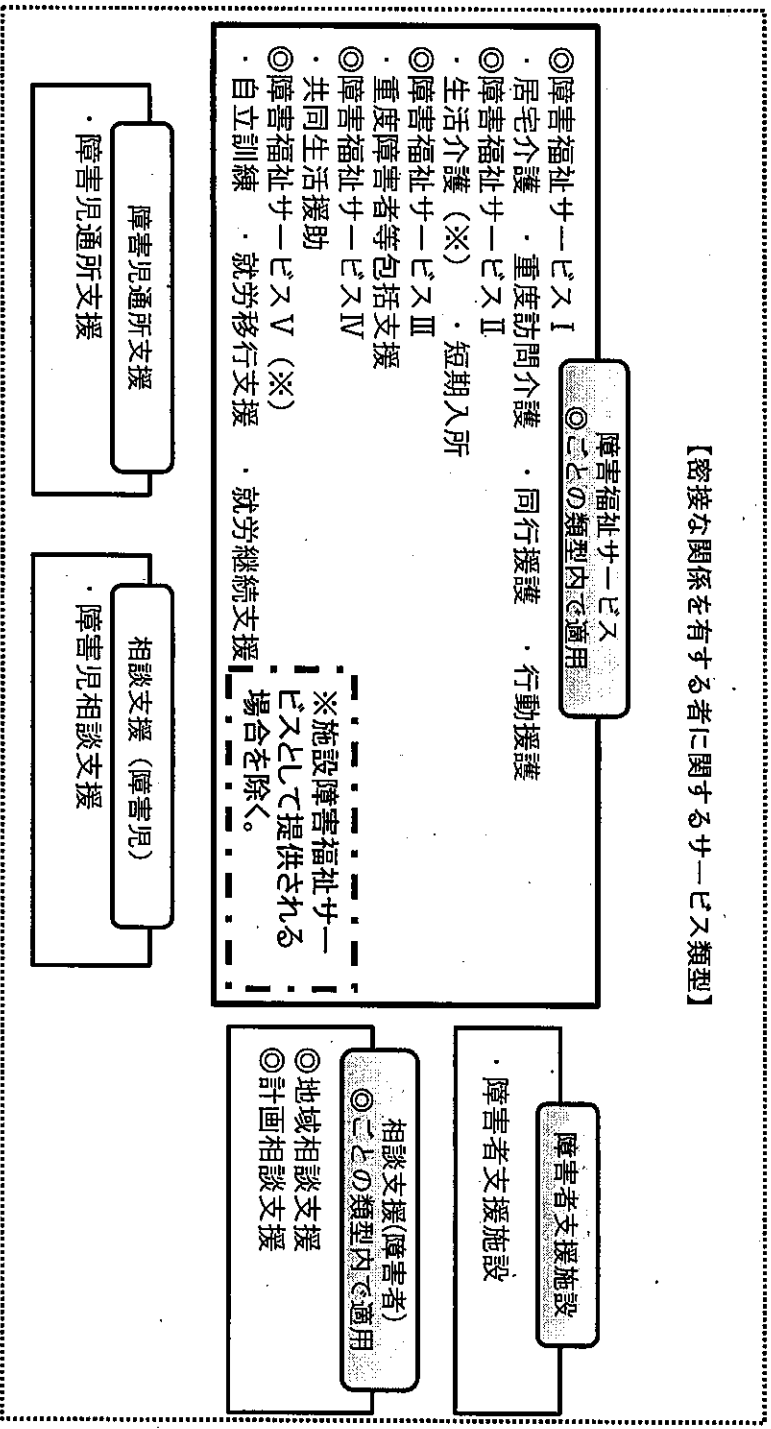 【密接な関係を有する者に関するサービス類型】
障害福祉サービス
◎ごとの類型内で適用
◎障害福祉サービスⅠ
・居宅介護 ・重度訪問介護 ・同行援護 ・行動援護
◎障害福祉サービスⅡ
・生活介護（※） ・短期入所
◎障害福祉サービスⅢ
・重度障害者等包括支援
◎障害福祉サービスⅣ
・共同生活援助
◎障害福祉サービスⅤ（※）
・自立訓練 ・就労移行支援 ・就労継続支援
※施設障害福祉サー
ビスとして提供される
場合を除く。
障害者支援施設
・障害者支援施設
相談支援(障害者)
◎ごとの類型内で適用
◎地域相談支援
◎計画相談支援
障害児通所支援
・障害児通所支援
相談支援（障害児）
・障害児相談支援